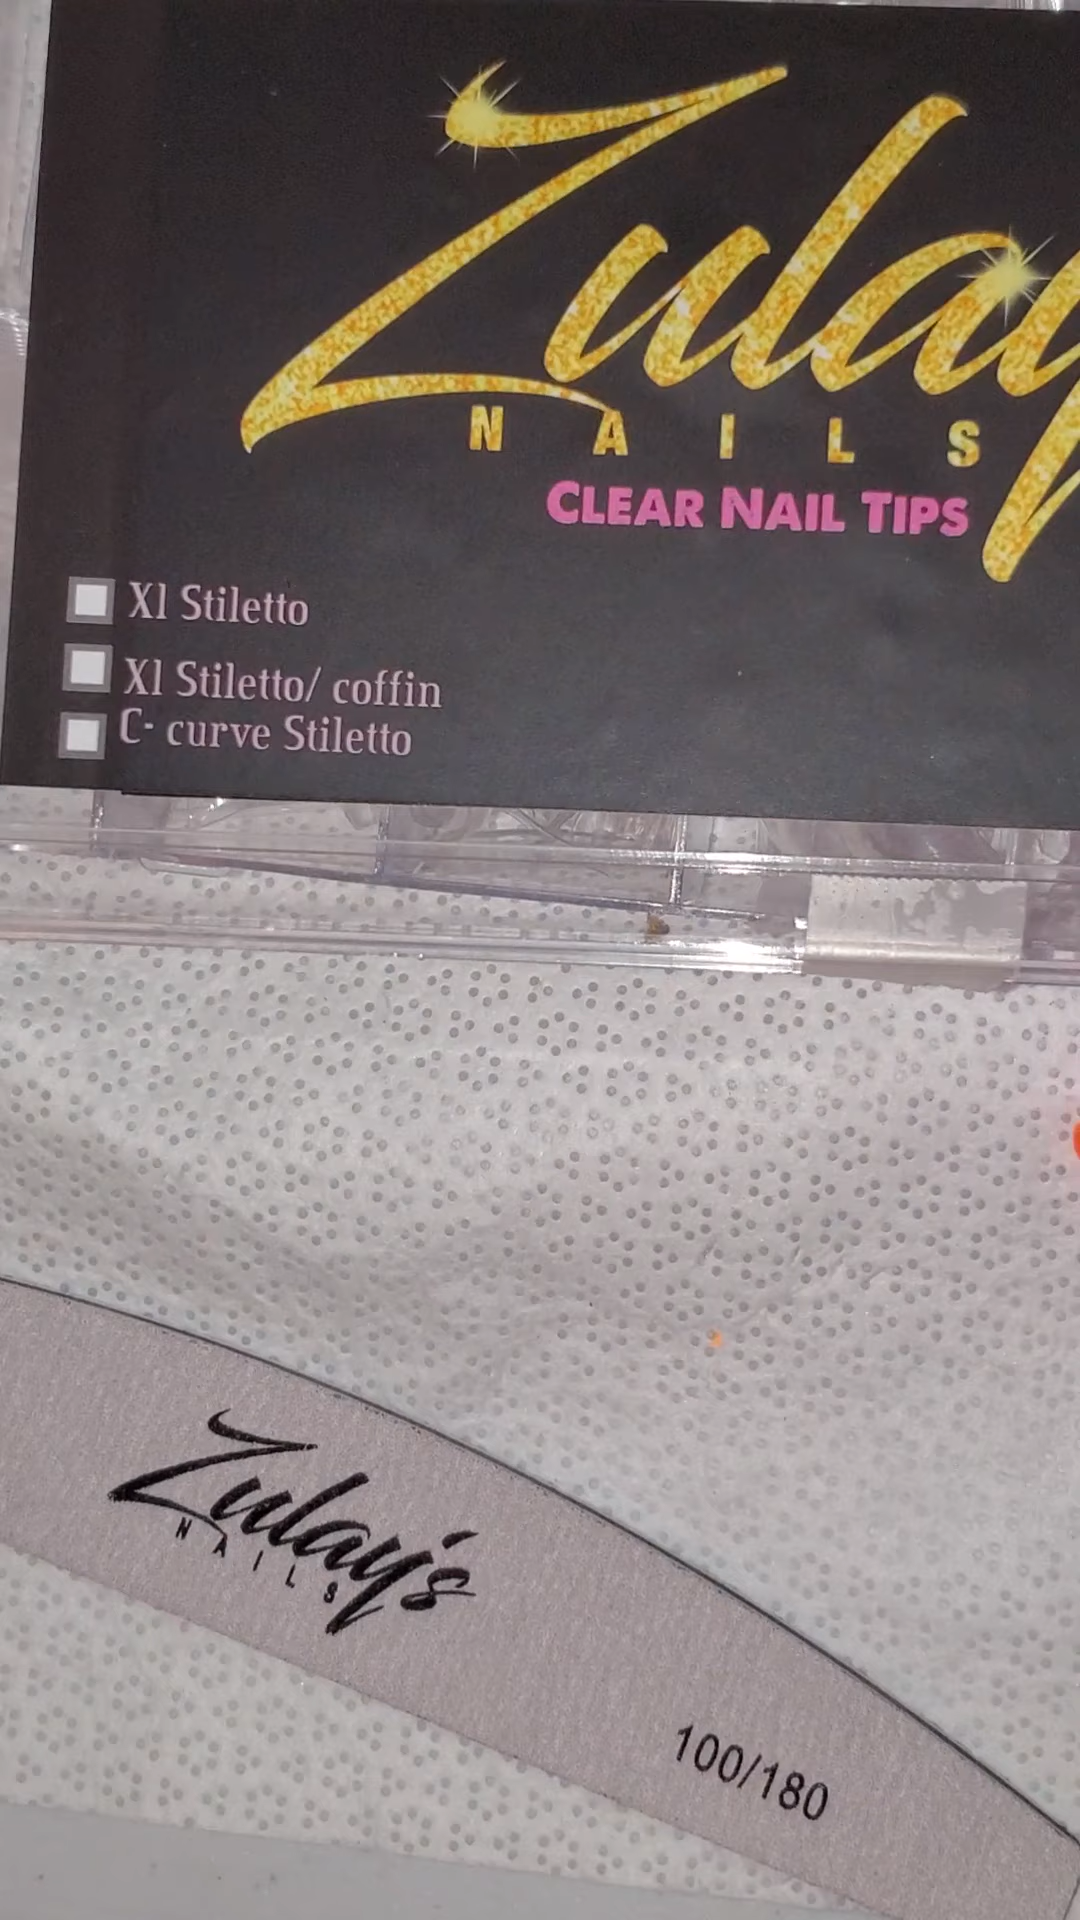 Zulay
NAILS
CLEAR NAIL TIPS
Xl Stiletto
Xl Stiletto/ coffin
C- curve Stiletto
Zulay's
NAILS
100/180